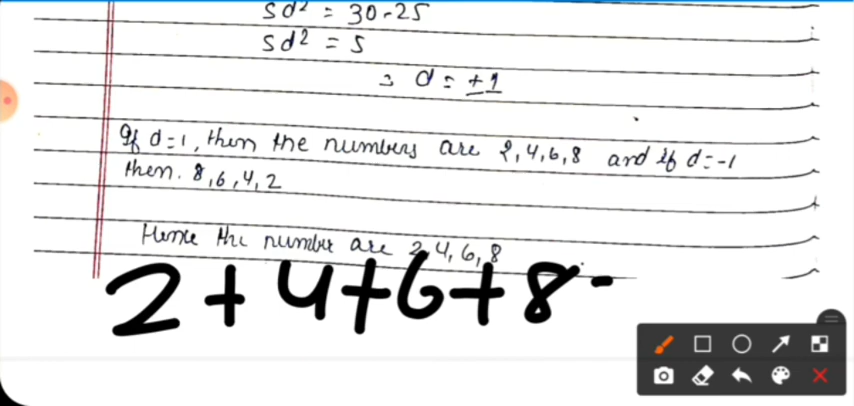 5d² = 30-25
5d² = 5
∴ d = ±1
If d=1, then the numbers are 2,4,6,8 and if d=-1
then. 8,6,4,2
Hence the number are 2,4,6,8
2+4+6+8-